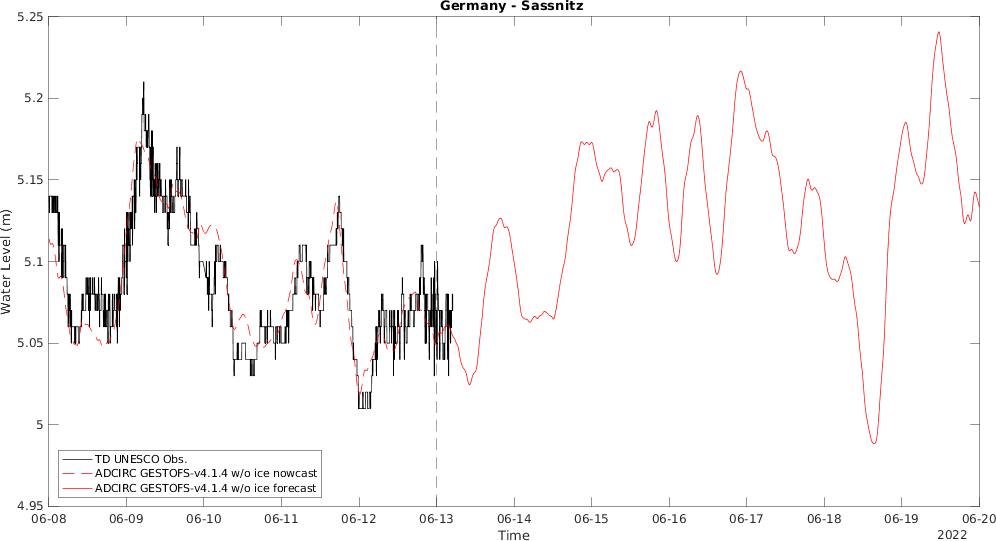 Germany - Sassnitz
5.25
5.2
5.15
5.1
5.05
5
4.95
Water Level (m)
TD UNESCO Obs.
ADCIRC GESTOFS-v4.1.4 w/o ice nowcast
ADCIRC GESTOFS-v4.1.4 w/o ice forecast
06-08 06-09 06-10 06-11 06-12 06-13 06-14 06-15 06-16 06-17 06-18 06-19 06-20
Time
2022